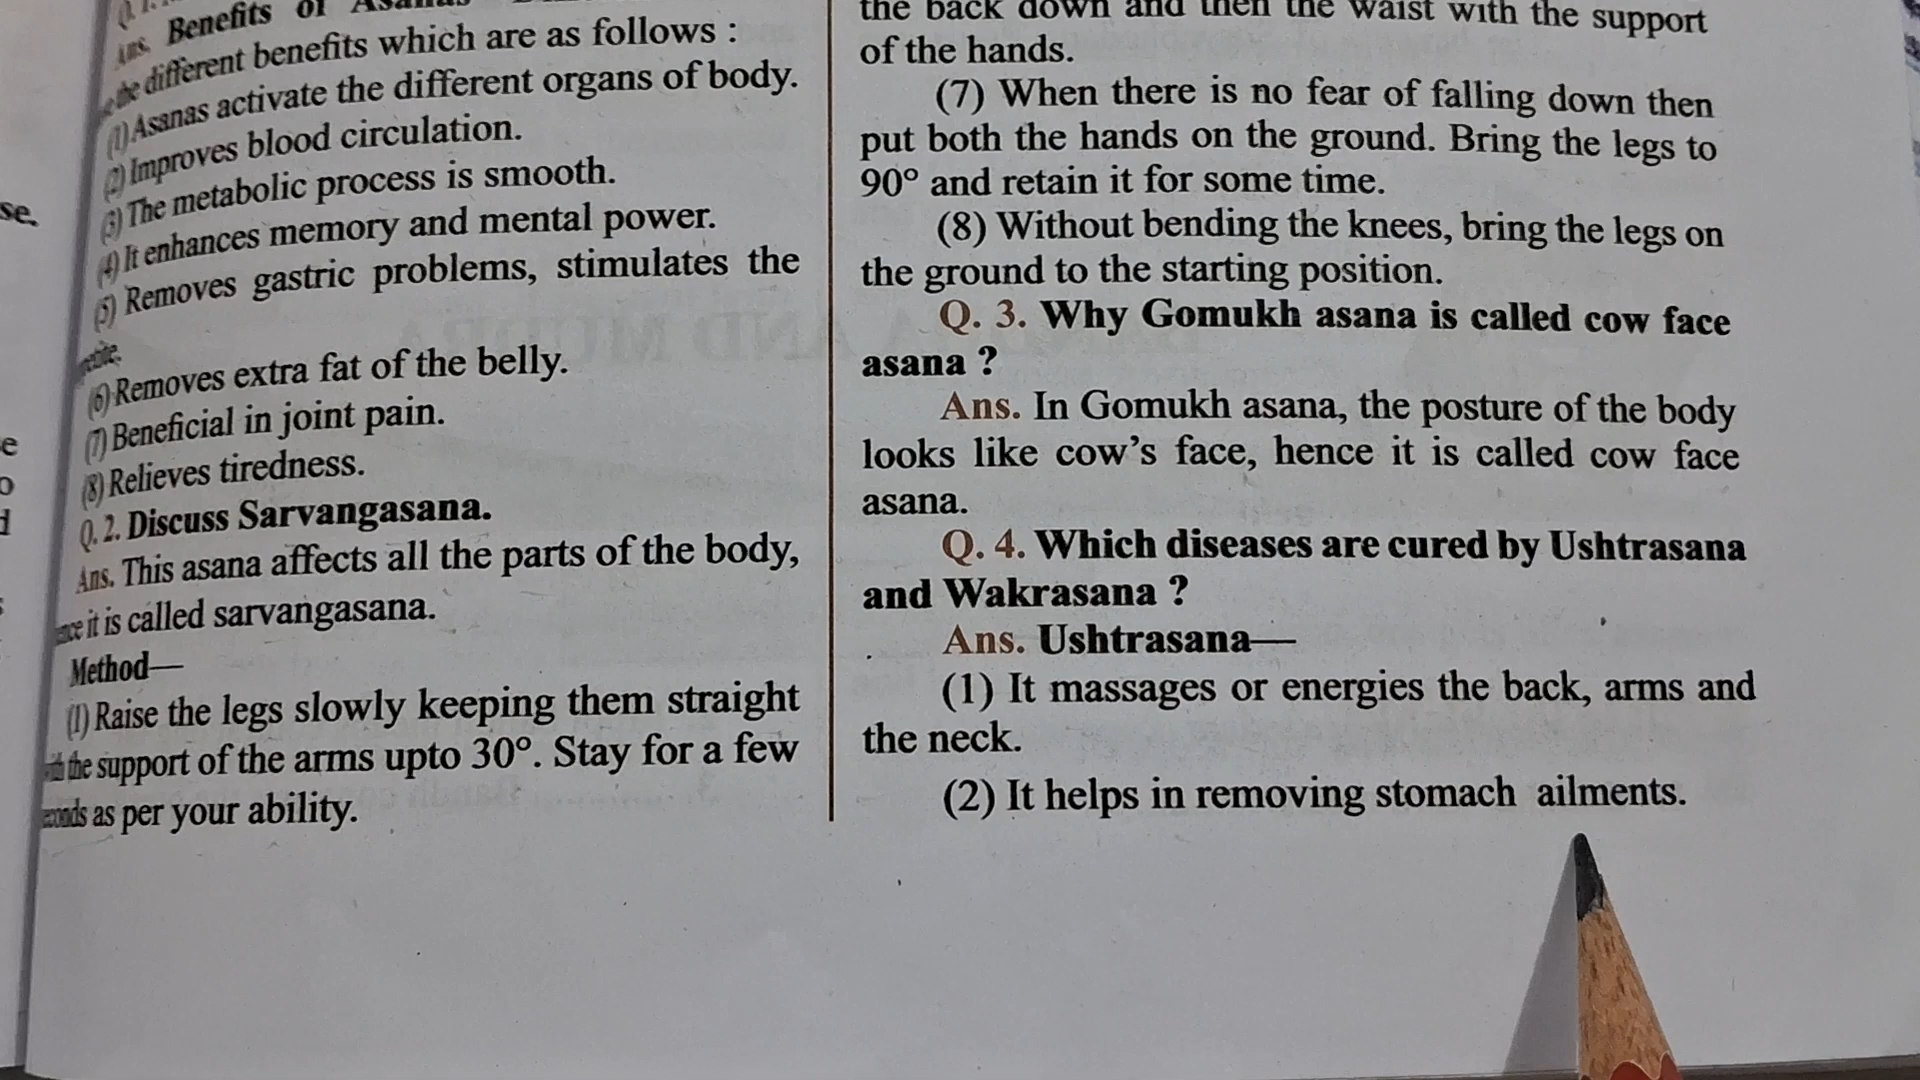 Benefits of
the different benefits which are as follows :
(1) Asanas activate the different organs of body.
(2) Improves blood circulation.
(3) The metabolic process is smooth.
(4) It enhances memory and mental power.
(5) Removes gastric problems, stimulates the
(6) Removes extra fat of the belly.
(7) Beneficial in joint pain.
(8) Relieves tiredness.
Q. 2. Discuss Sarvangasana.
Ans. This asana affects all the parts of the body,
it is called sarvangasana.
Method—
(1) Raise the legs slowly keeping them straight
the support of the arms upto 30°. Stay for a few
as per your ability.
the back down and then the waist with the support
of the hands.
(7) When there is no fear of falling down then
put both the hands on the ground. Bring the legs to
90° and retain it for some time.
(8) Without bending the knees, bring the legs on
the ground to the starting position.
Q. 3. Why Gomukh asana is called cow face
asana ?
Ans. In Gomukh asana, the posture of the body
looks like cow's face, hence it is called cow face
asana.
Q. 4. Which diseases are cured by Ushtrasana
and Wakrasana ?
Ans. Ushtrasana—
(1) It massages or energies the back, arms and
the neck.
(2) It helps in removing stomach ailments.